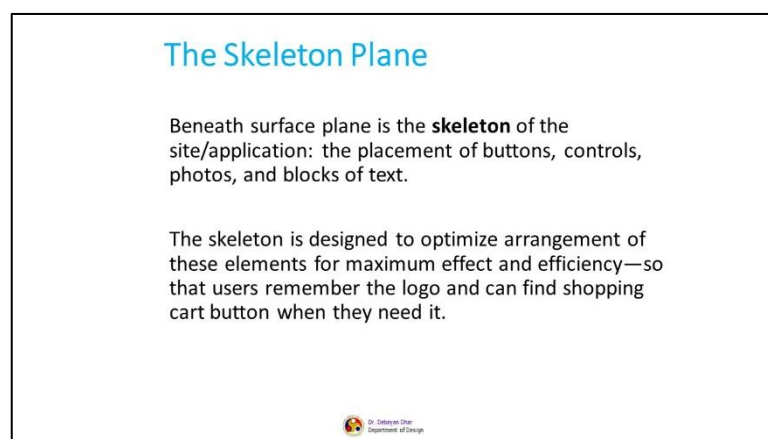 The Skeleton Plane
Beneath surface plane is the skeleton of the
site/application: the placement of buttons, controls,
photos, and blocks of text.
The skeleton is designed to optimize arrangement of
these elements for maximum effect and efficiency—so
that users remember the logo and can find shopping
cart button when they need it.
Dr. Debayan Dhar
Department of Design